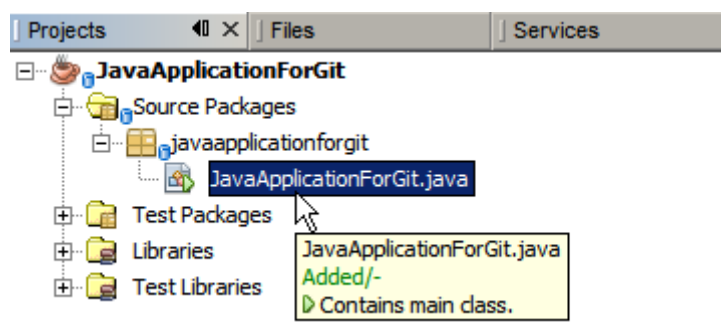 Projects
Files
Services
JavaApplicationForGit
Source Packages
javaapplicationforgit
JavaApplicationForGit.java
Test Packages
Libraries
Test Libraries
JavaApplicationForGit.java
Added/-
Contains main class.